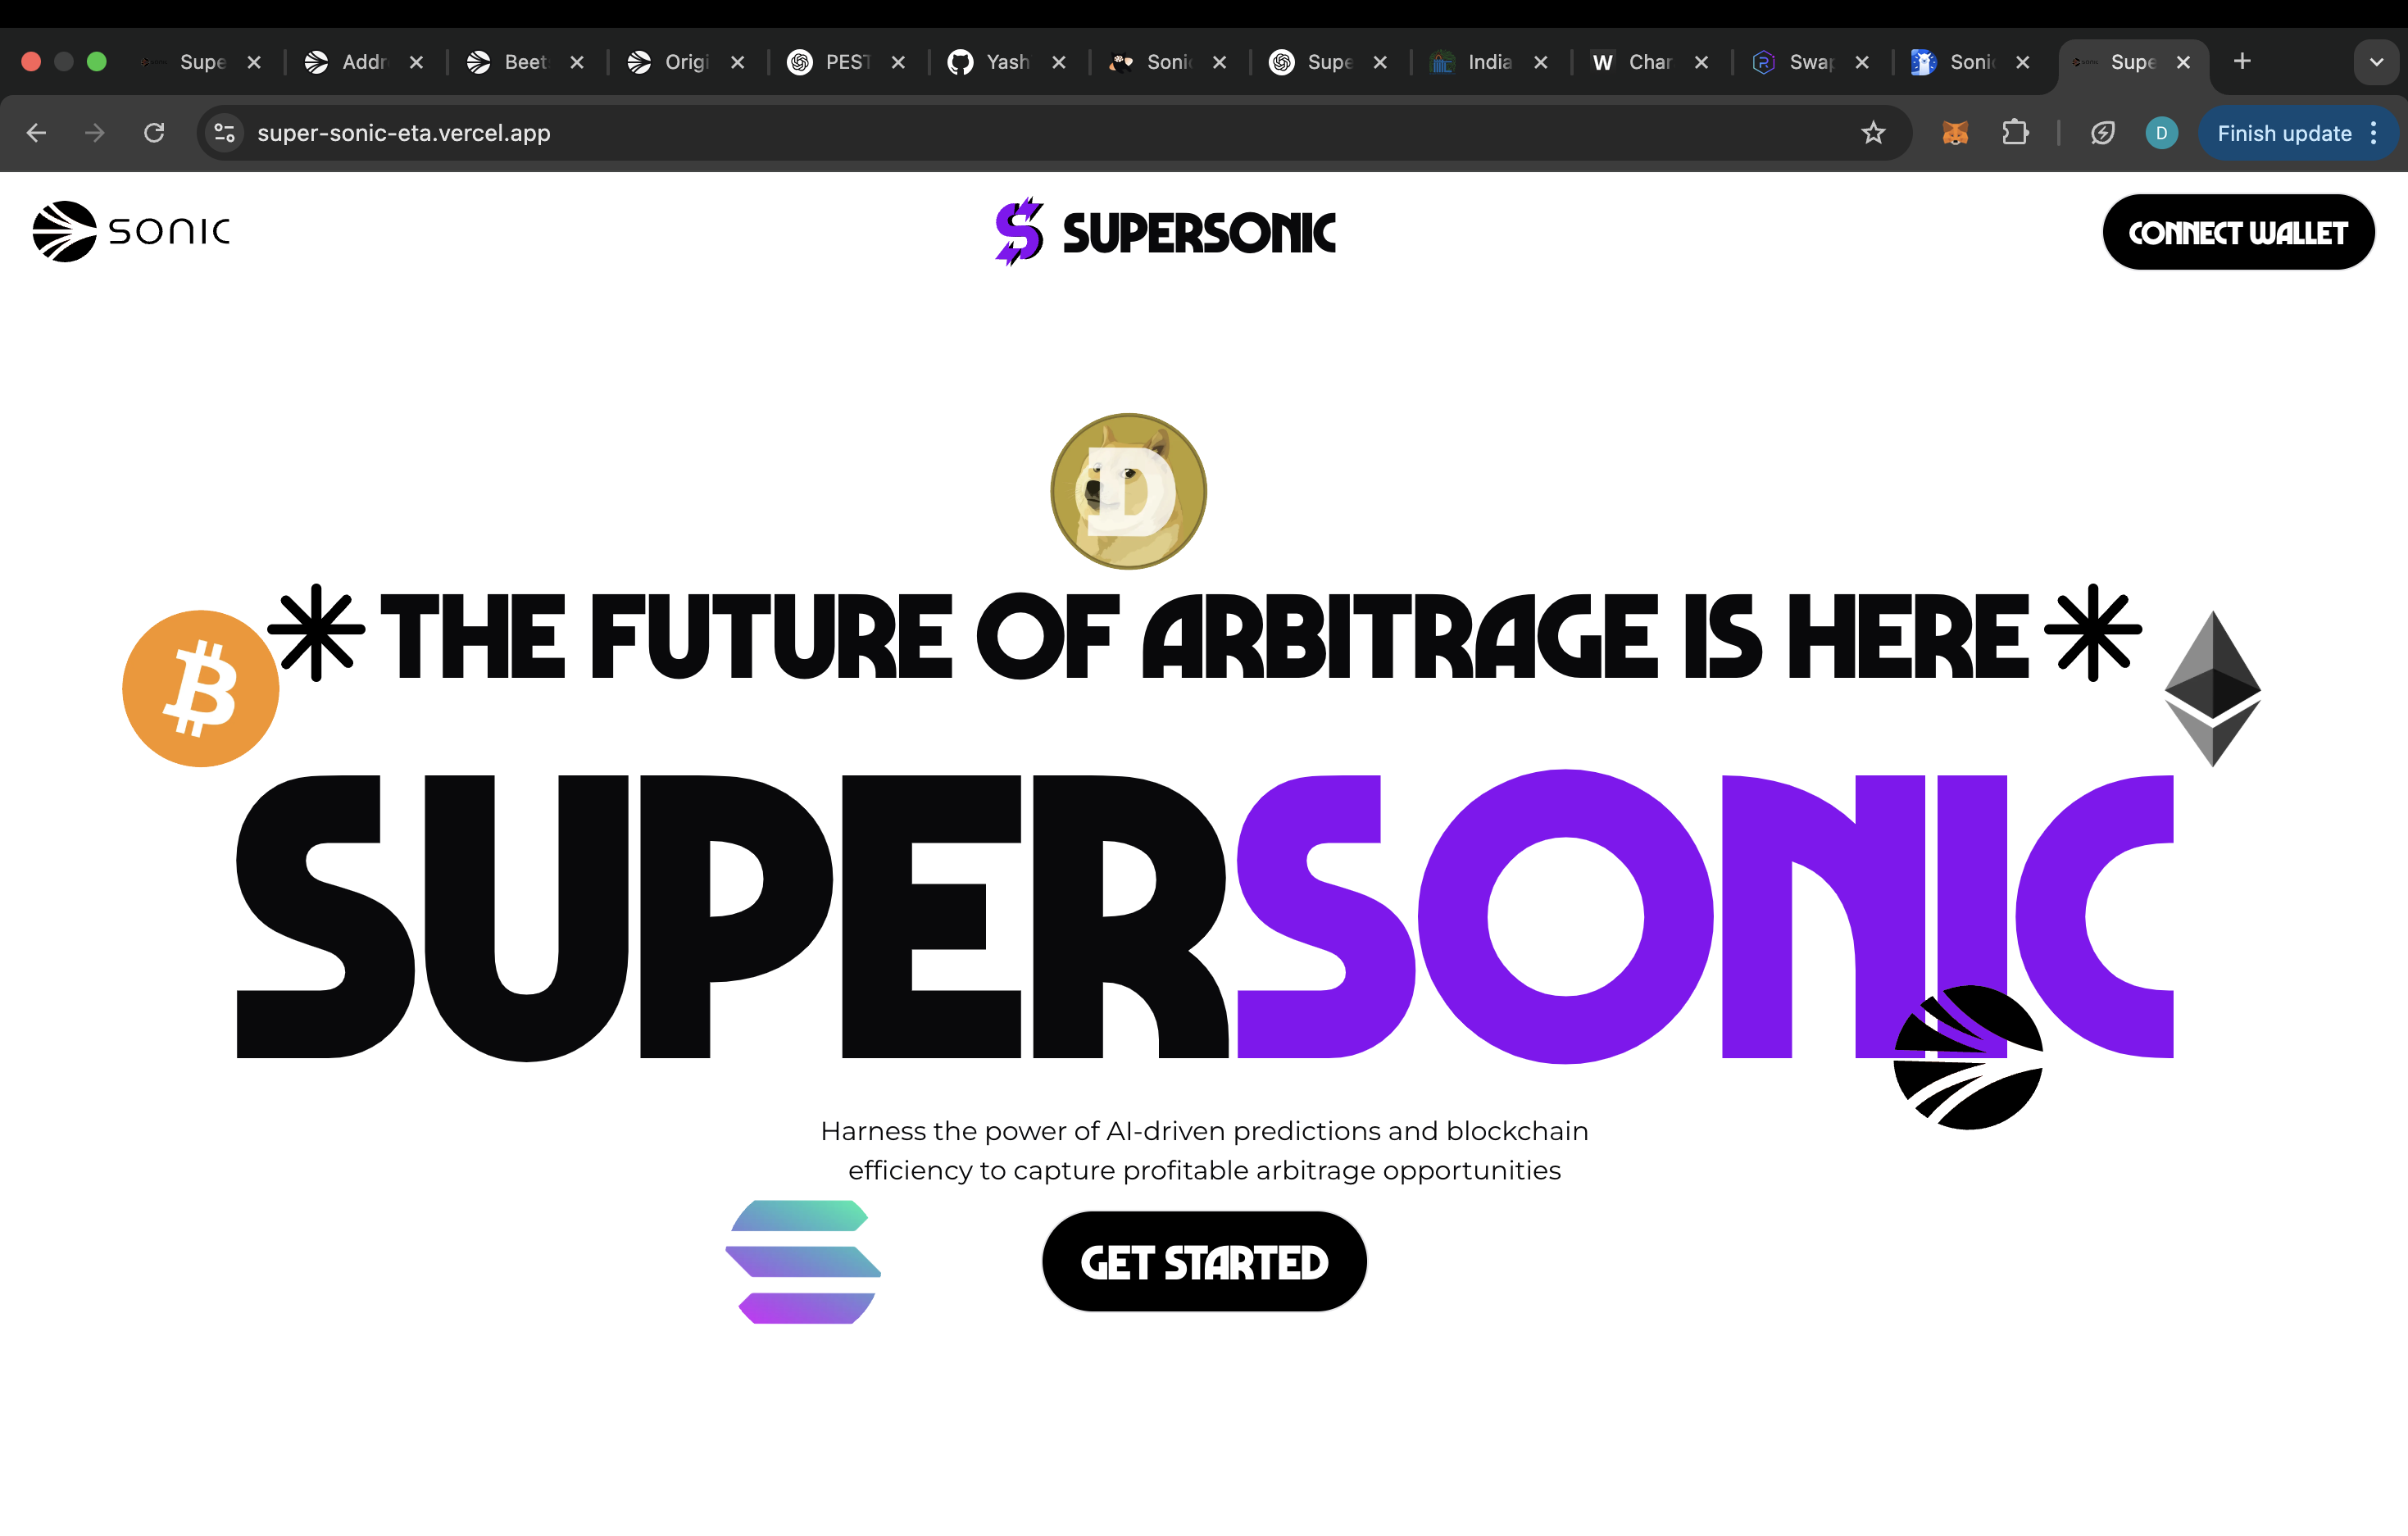 Supe
Addr
Beet
Origi
PEST
Yash
Sonic
Supe
India
W
Char
Swap
Sonic
Supe
super-sonic-eta.vercel.app
D
Finish update
SONIC
SUPERSONIC
CONNECT WALLET
D
THE FUTURE OF ARBITRAGE IS HERE
SUPERSONIC
Harness the power of AI-driven predictions and blockchain
efficiency to capture profitable arbitrage opportunities
GET STARTED